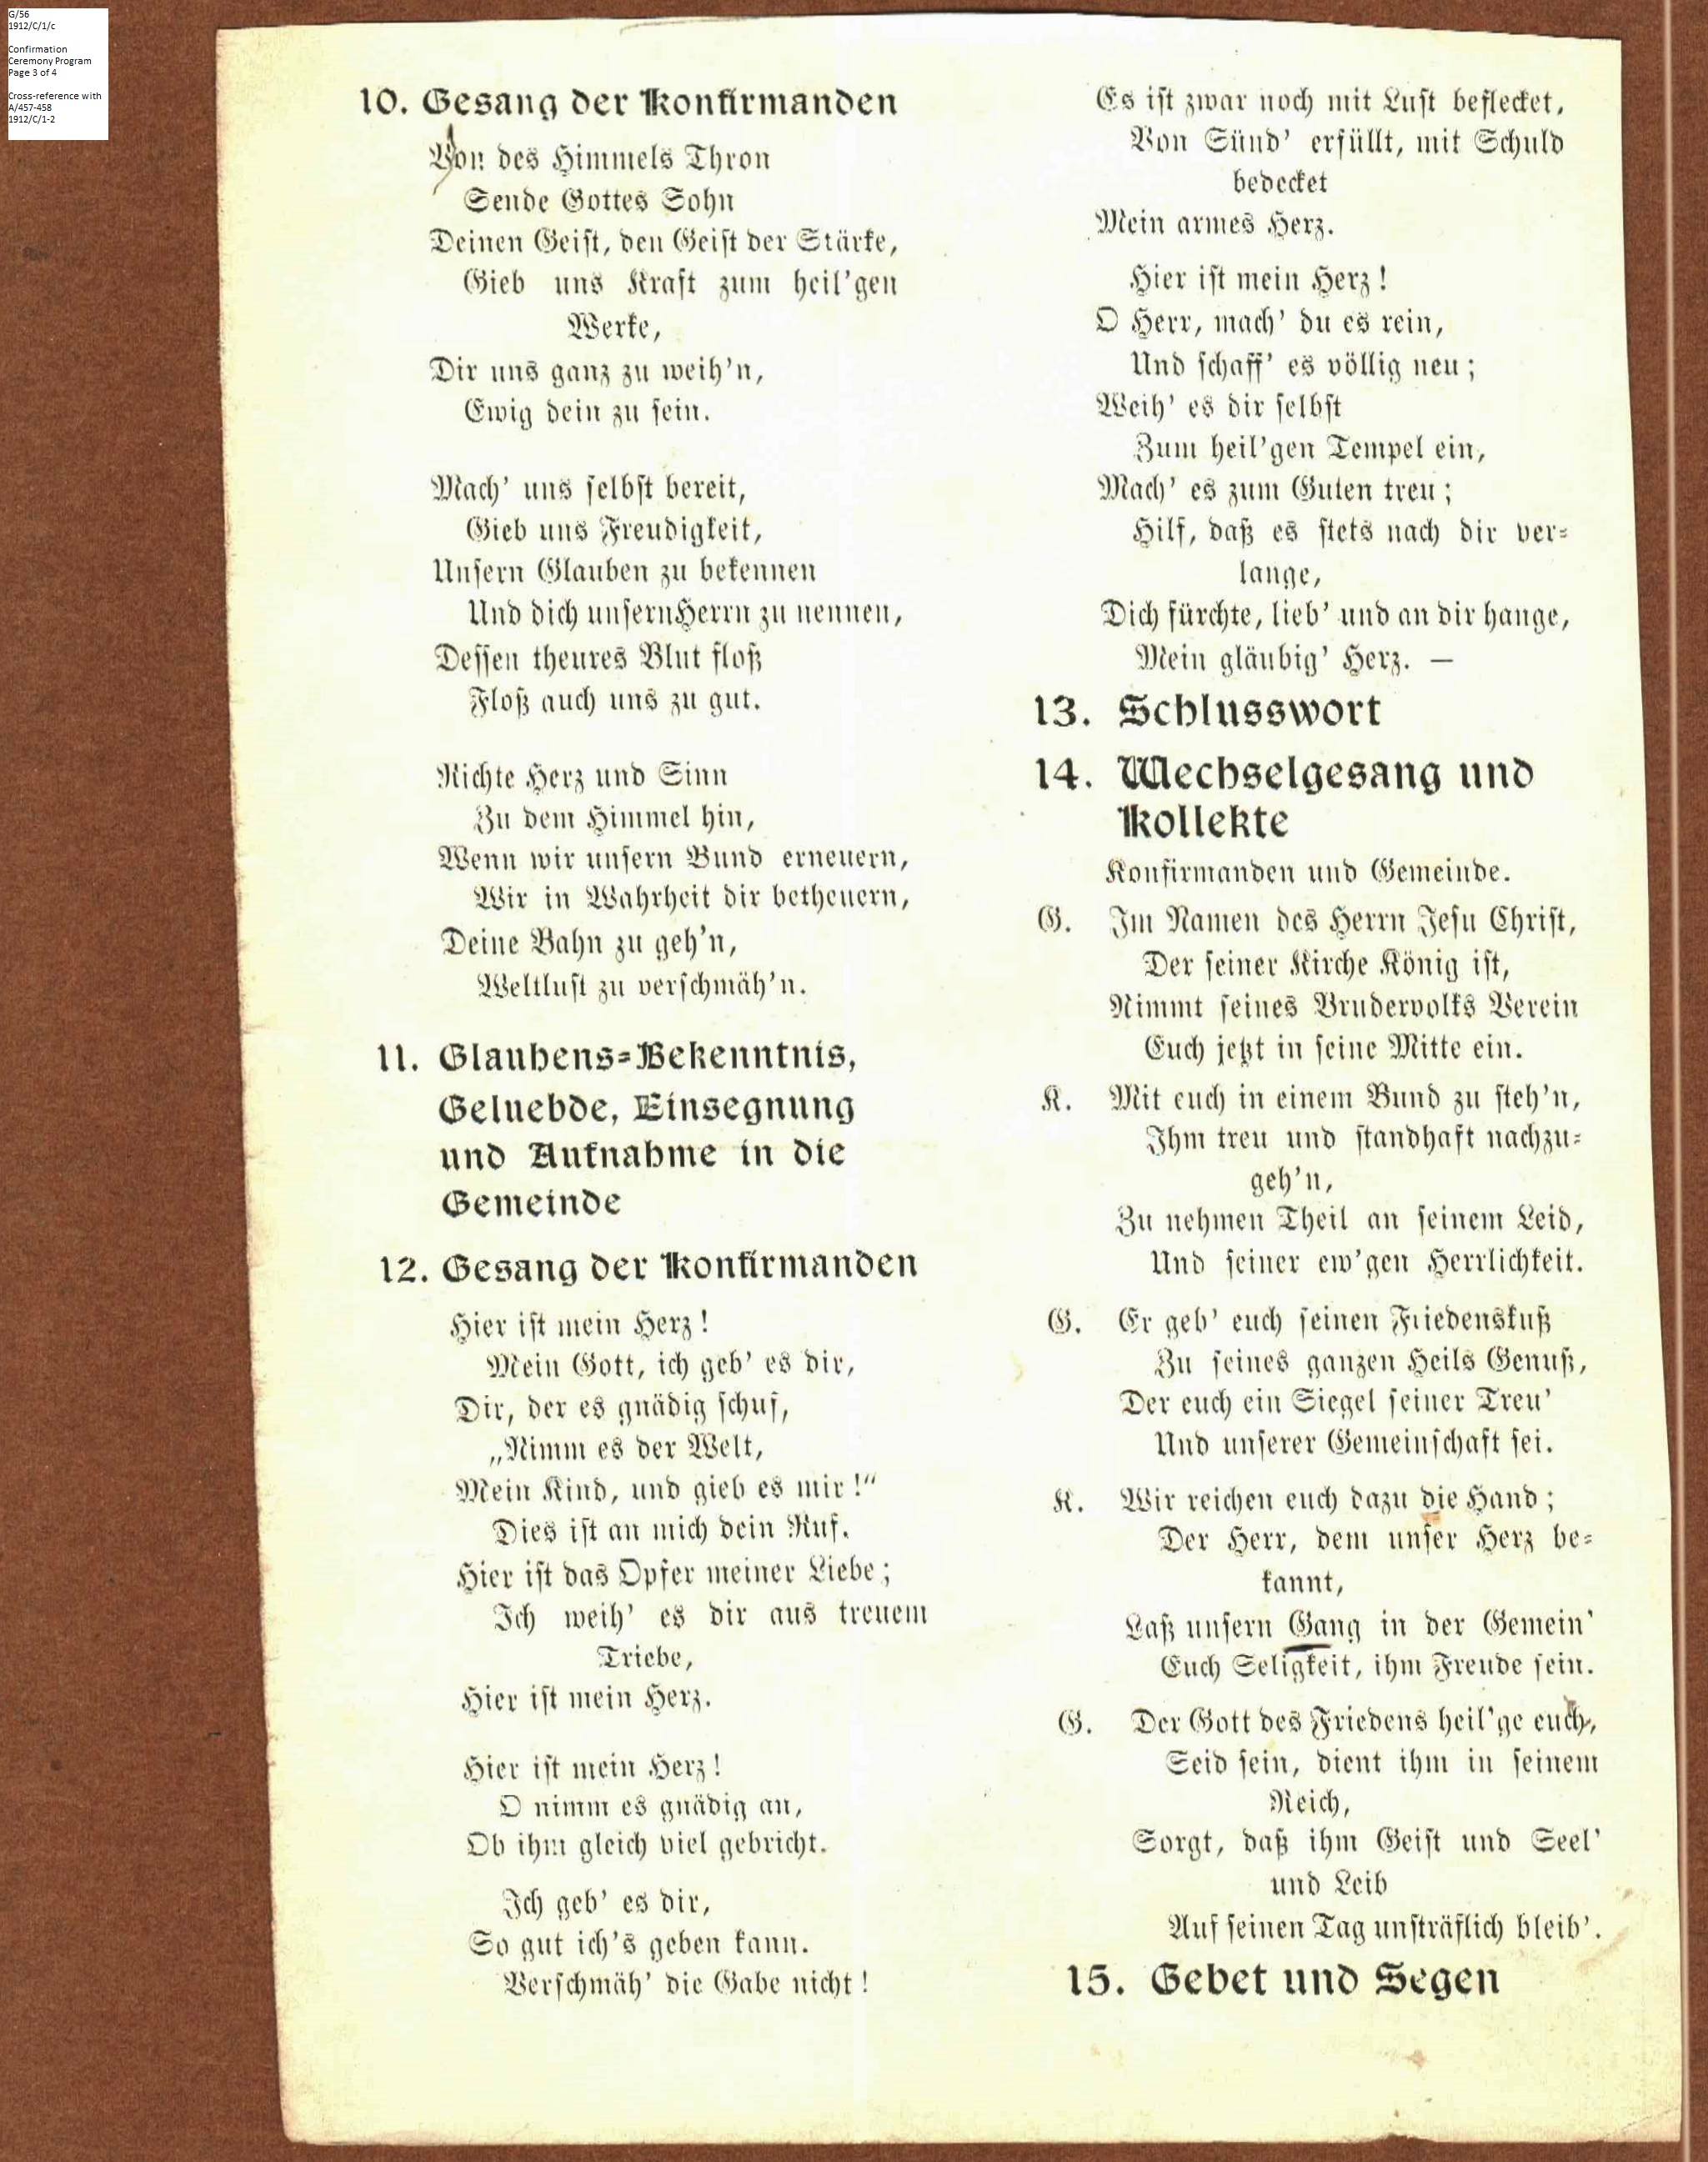 G/56
1912/C/1/c
Confirmation
Ceremony Program
Page 3 of 4
Cross-reference with
A/457-458
1912/C/1-2
10. Gesang der Konfirmanden
Von des Himmels Thron
Sende Gottes Sohn
Deinen Geist, den Geist der Stärke,
Gieb uns Kraft zum heil'gen
Werke,
Dir uns ganz zu weih'n,
Ewig dein zu sein.
Mach' uns selbst bereit,
Gieb uns Freudigkeit,
Unsern Glauben zu bekennen
Und dich unsernHerrn zu nennen,
Dessen theures Blut floß
Floß auch uns zu gut.
Richte Herz und Sinn
Zu dem Himmel hin,
Wenn wir unsern Bund erneuern,
Wir in Wahrheit dir betheuern,
Deine Bahn zu geh'n,
Weltlust zu verschmäh'n.
11. Glaubens=Bekenntnis,
Geluebde, Einsegnung
und Aufnahme in die
Gemeinde
12. Gesang der Konfirmanden
Hier ist mein Herz!
Mein Gott, ich geb' es dir,
Dir, der es gnädig schuf,
„Nimm es der Welt,
Mein Kind, und gieb es mir!“
Dies ist an mich dein Ruf.
Hier ist das Opfer meiner Liebe;
Ich weih' es dir aus treuem
Triebe,
Hier ist mein Herz.
Hier ist mein Herz!
O nimm es gnädig an,
Ob ihm gleich viel gebricht.
Ich geb' es dir,
So gut ich's geben kann.
Verschmäh' die Gabe nicht!
Es ist zwar noch mit Lust beflecket,
Von Sünd' erfüllt, mit Schuld
bedecket
Mein armes Herz.
Hier ist mein Herz!
O Herr, mach' du es rein,
Und schaff' es völlig neu;
Weih' es dir selbst
Zum heil'gen Tempel ein,
Mach' es zum Guten treu;
Hilf, daß es stets nach dir ver=
lange,
Dich fürchte, lieb' und an dir hange,
Mein gläubig' Herz. —
13. Schlusswort
14. Wechselgesang und
Kollekte
Konfirmanden und Gemeinde.
G. Im Namen des Herrn Jesu Christ,
Der seiner Kirche König ist,
Nimmt seines Brudervolks Verein
Euch jetzt in seine Mitte ein.
K. Mit euch in einem Bund zu steh'n,
Ihm treu und standhaft nachzu=
geh'n,
Zu nehmen Theil an seinem Leid,
Und seiner ew'gen Herrlichkeit.
G. Er geb' euch seinen Friedenskuß
Zu seines ganzen Heils Genuß,
Der euch ein Siegel seiner Treu'
Und unserer Gemeinschaft sei.
K. Wir reichen euch dazu die Hand;
Der Herr, dem unser Herz be=
kannt,
Laß unsern Gang in der Gemein'
Euch Seligkeit, ihm Freude sein.
G. Der Gott des Friedens heil'ge euch,
Seid sein, dient ihm in seinem
Reich,
Sorgt, daß ihm Geist und Seel'
und Leib
Auf seinen Tag unsträflich bleib'.
15. Gebet und Segen